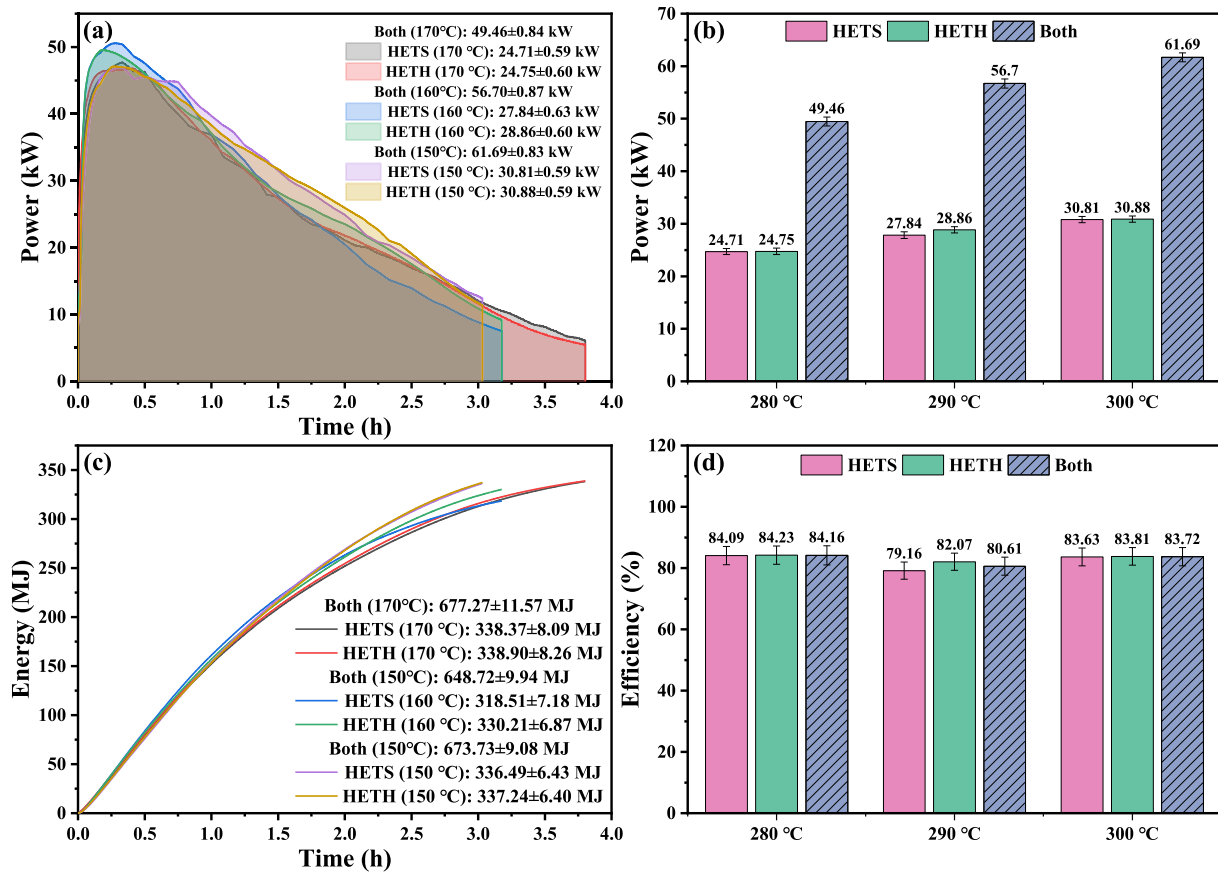 (a)
Both (170℃): 49.46±0.84 kW
HETS (170 ℃): 24.71±0.59 kW
HETH (170 ℃): 24.75±0.60 kW
Both (160℃): 56.70±0.87 kW
HETS (160 ℃): 27.84±0.63 kW
HETH (160 ℃): 28.86±0.60 kW
Both (150℃): 61.69±0.83 kW
HETS (150 ℃): 30.81±0.59 kW
HETH (150 ℃): 30.88±0.59 kW
Power (kW)
50
40
30
20
10
0
0.0 0.5 1.0 1.5 2.0 2.5 3.0 3.5 4.0
Time (h)
(b)
HETS HETH Both
Power (kW)
70
60
50
40
30
20
10
0
24.71 24.75 49.46
27.84 28.86 56.7
30.81 30.88 61.69
280 ℃ 290 ℃ 300 ℃
(c)
Energy (MJ)
350
300
250
200
150
100
50
0
Both (170℃): 677.27±11.57 MJ
HETS (170 ℃): 338.37±8.09 MJ
HETH (170 ℃): 338.90±8.26 MJ
Both (150℃): 648.72±9.94 MJ
HETS (160 ℃): 318.51±7.18 MJ
HETH (160 ℃): 330.21±6.87 MJ
Both (150℃): 673.73±9.08 MJ
HETS (150 ℃): 336.49±6.43 MJ
HETH (150 ℃): 337.24±6.40 MJ
0.0 0.5 1.0 1.5 2.0 2.5 3.0 3.5 4.0
Time (h)
(d)
HETS HETH Both
Efficiency (%)
120
100
80
60
40
20
0
84.09 84.23 84.16
79.16 82.07 80.61
83.63 83.81 83.72
280 ℃ 290 ℃ 300 ℃